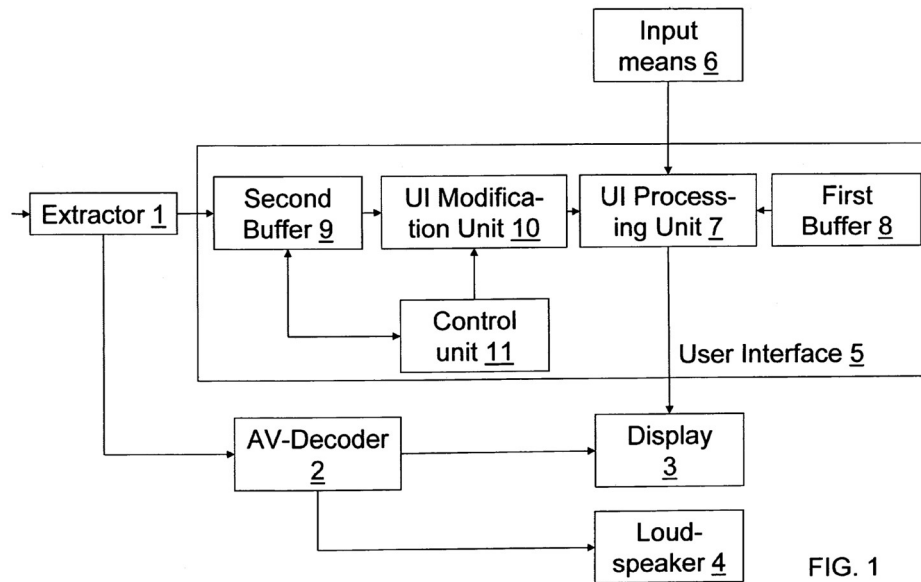 Input
means 6
Extractor 1
Second
Buffer 9
UI Modifica-
tion Unit 10
UI Process-
ing Unit 7
First
Buffer 8
Control
unit 11
User Interface 5
AV-Decoder
2
Display
3
Loud-
speaker 4
FIG. 1